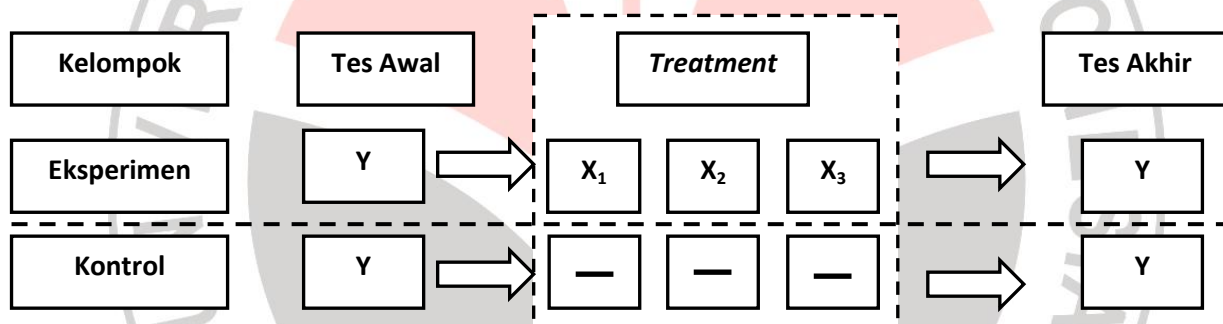 Kelompok Tes Awal Treatment Tes Akhir
Eksperimen Y X₁ X₂ X₃ Y
Kontrol Y — — — Y